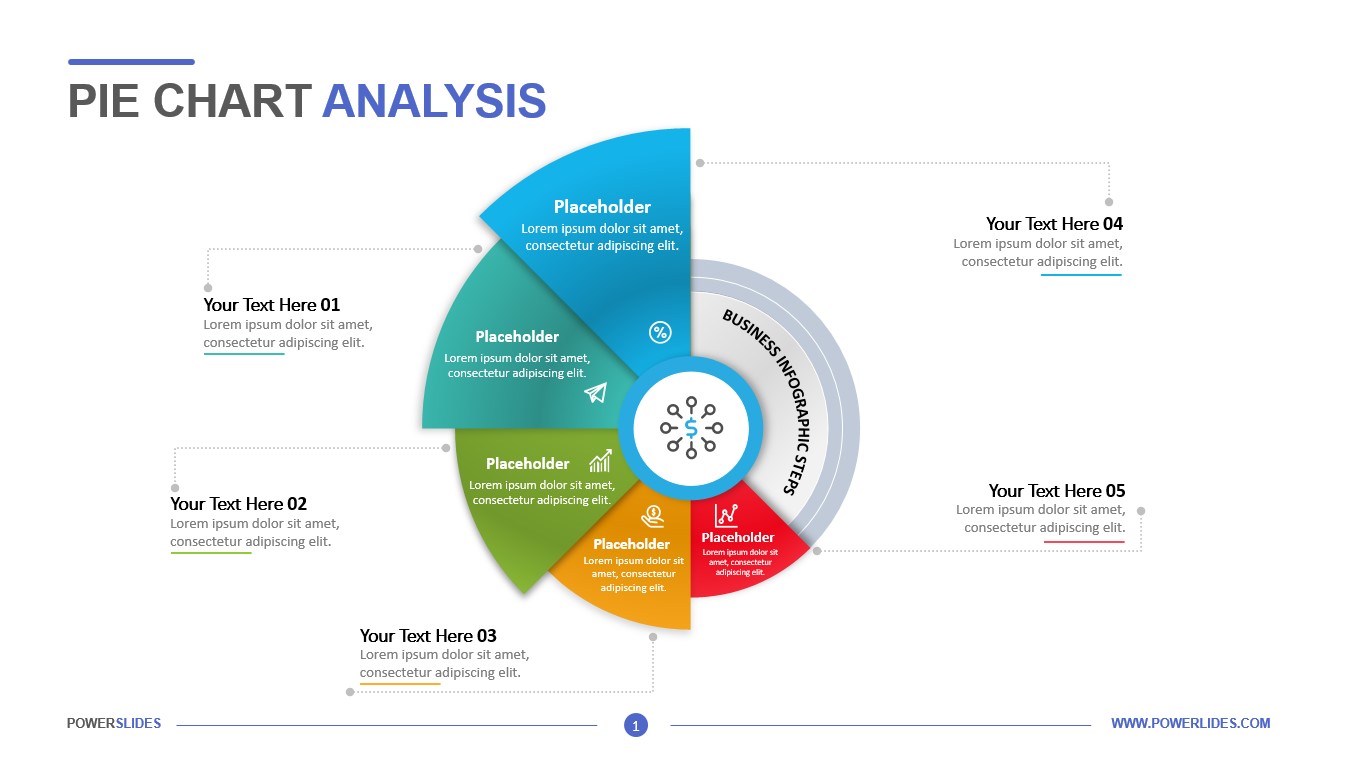 PIE CHART ANALYSIS
Placeholder
Lorem ipsum dolor sit amet,
consectetur adipiscing elit.
%
Your Text Here 04
Lorem ipsum dolor sit amet,
consectetur adipiscing elit.
Your Text Here 01
Lorem ipsum dolor sit amet,
consectetur adipiscing elit.
Placeholder
Lorem ipsum dolor sit amet,
consectetur adipiscing elit.
BUSINESS INFOGRAPHIC STEPS
$
Placeholder
Lorem ipsum dolor sit amet,
consectetur adipiscing elit.
Your Text Here 02
Lorem ipsum dolor sit amet,
consectetur adipiscing elit.
Your Text Here 05
Lorem ipsum dolor sit amet,
consectetur adipiscing elit.
$
Placeholder
Lorem ipsum dolor sit
amet, consectetur
adipiscing elit.
Placeholder
Lorem ipsum dolor sit
amet, consectetur
adipiscing elit.
Your Text Here 03
Lorem ipsum dolor sit amet,
consectetur adipiscing elit.
POWERSLIDES
1
WWW.POWERLIDES.COM